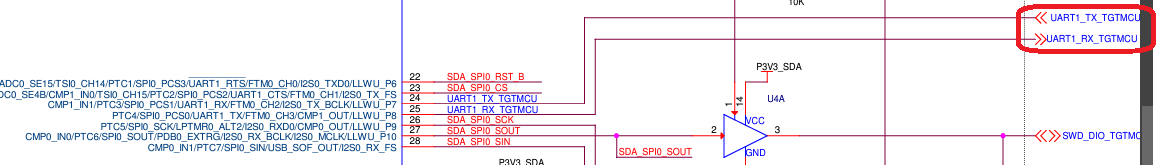 10K
UART1_TX_TGTMCU
UART1_RX_TGTMCU
P3V3_SDA
ADC0_SE15/TSI0_CH14/PTC1/SPI0_PCS3/UART1_RTS/FTM0_CH0/I2S0_TXD0/LLWU_P6 22 SDA_SPI0_RST_B
DC0_SE4B/CMP1_IN0/TSI0_CH15/PTC2/SPI0_PCS2/UART1_CTS/FTM0_CH1/I2S0_TX_FS 23 SDA_SPI0_CS
CMP1_IN1/PTC3/SPI0_PCS1/UART1_RX/FTM0_CH2/I2S0_TX_BCLK/LLWU_P7 24 UART1_TX_TGTMCU
PTC4/SPI0_PCS0/UART1_TX/FTM0_CH3/CMP1_OUT/LLWU_P8 25 UART1_RX_TGTMCU
PTC5/SPI0_SCK/LPTMR0_ALT2/I2S0_RXD0/CMP0_OUT/LLWU_P9 26 SDA_SPI0_SCK
CMP0_IN0/PTC6/SPI0_SOUT/PDB0_EXTRG/I2S0_RX_BCLK/I2S0_MCLK/LLWU_P10 27 SDA_SPI0_SOUT
CMP0_IN1/PTC7/SPI0_SIN/USB_SOF_OUT/I2S0_RX_FS 28 SDA_SPI0_SIN
U4A
1 14
VCC
2 3
GND
SWD_DIO_TGTMC
SDA_SPI0_SOUT
P3V3_SDA